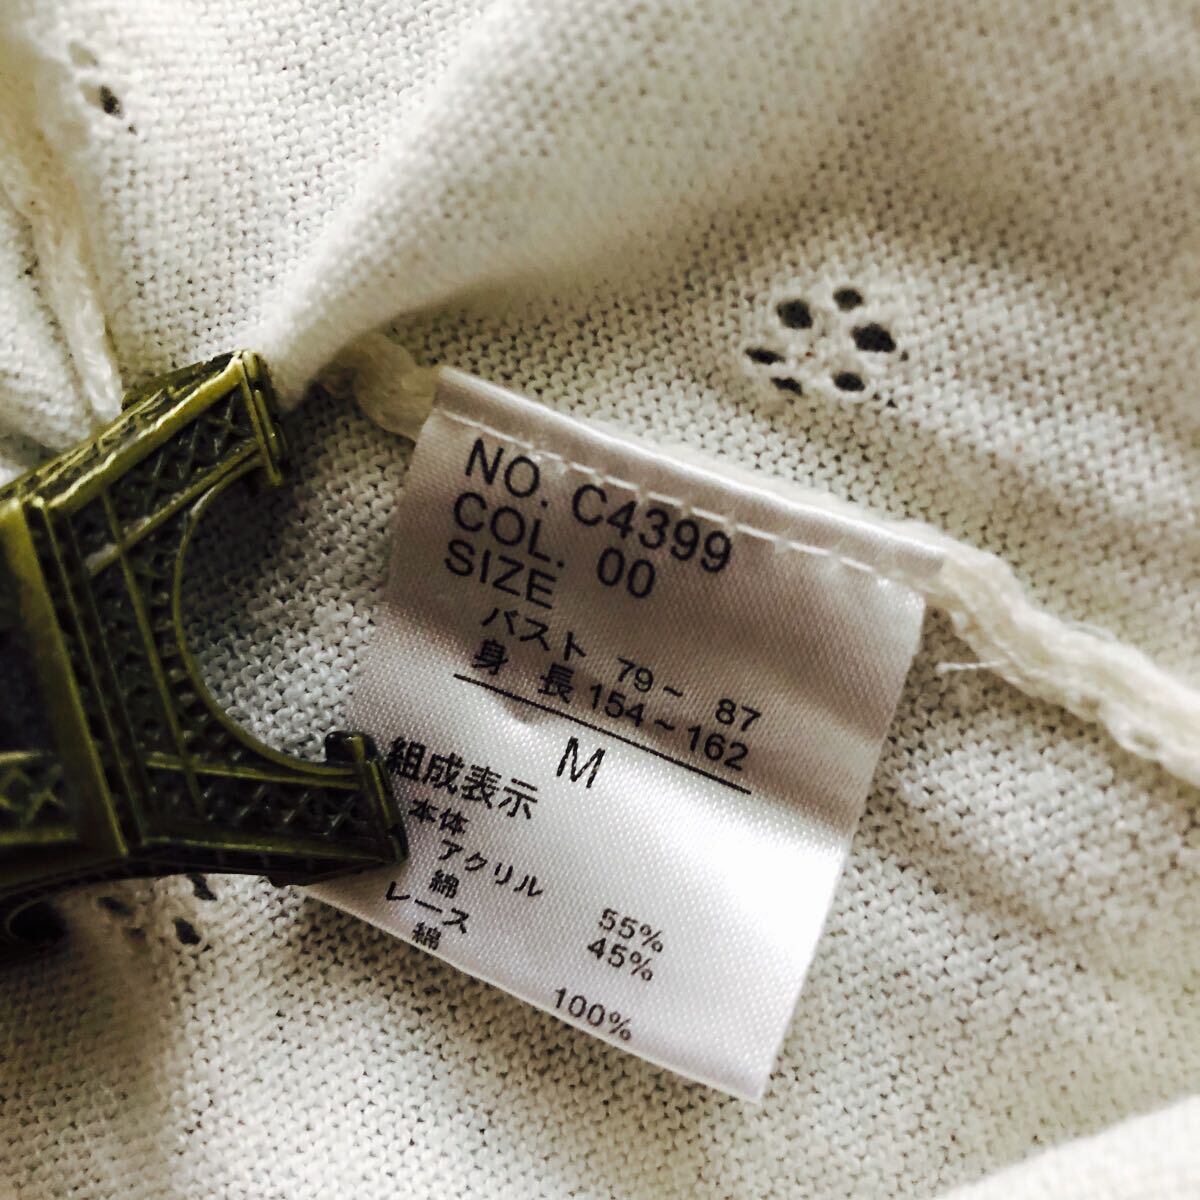 NO. C4399
COL. 00
SIZE
バスト 79~ 87
身 長 154~162
M
組成表示
本体
アクリル 55%
綿 45%
レース
綿 100%